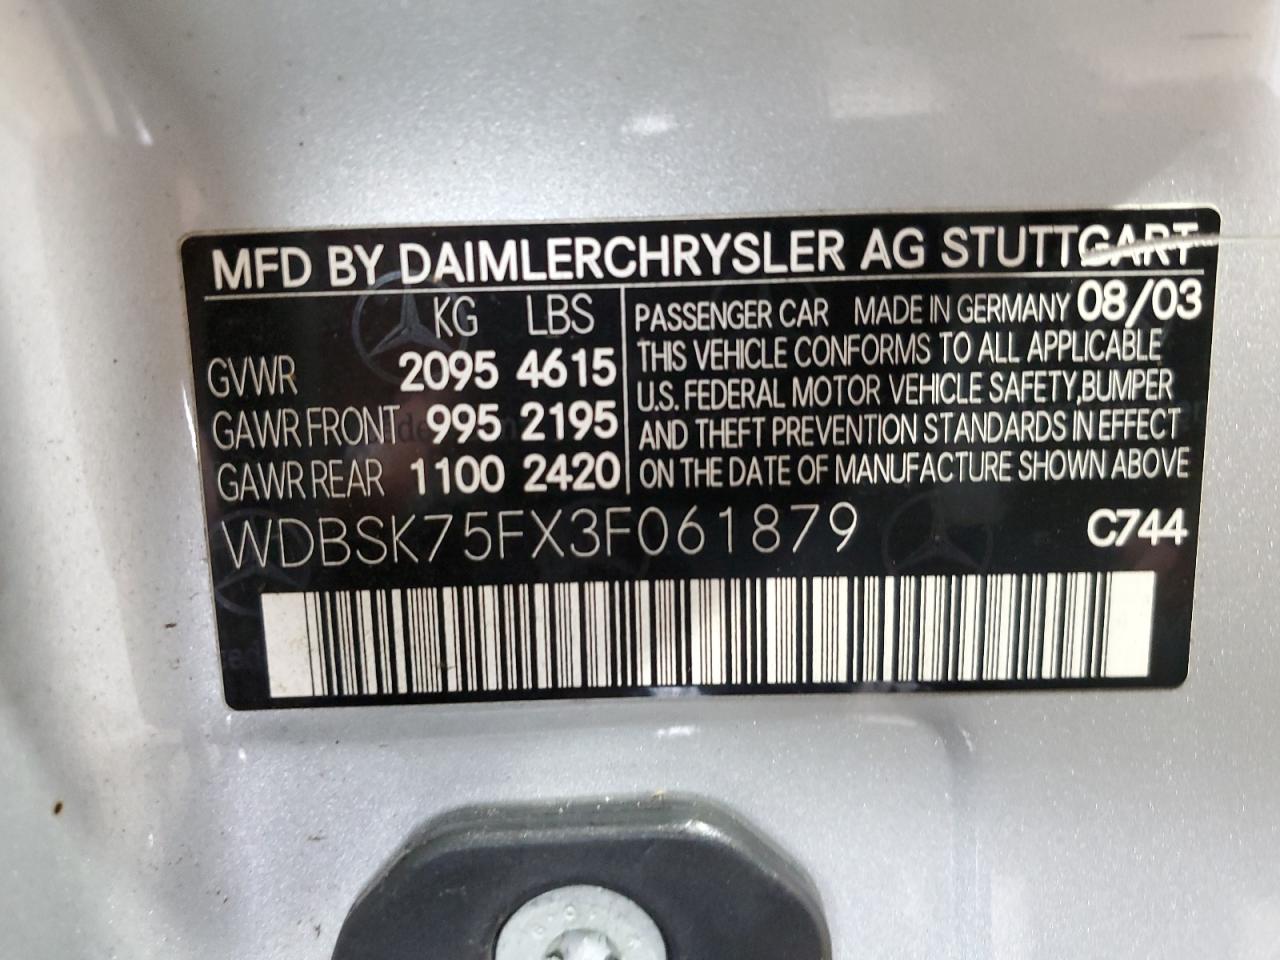 MFD BY DAIMLERCHRYSLER AG STUTTGART
KG LBS
GVWR 2095 4615
GAWR FRONT 995 2195
GAWR REAR 1100 2420
PASSENGER CAR MADE IN GERMANY 08/03
THIS VEHICLE CONFORMS TO ALL APPLICABLE
U.S. FEDERAL MOTOR VEHICLE SAFETY,BUMPER
AND THEFT PREVENTION STANDARDS IN EFFECT
ON THE DATE OF MANUFACTURE SHOWN ABOVE
WDBSK75FX3F061879 C744